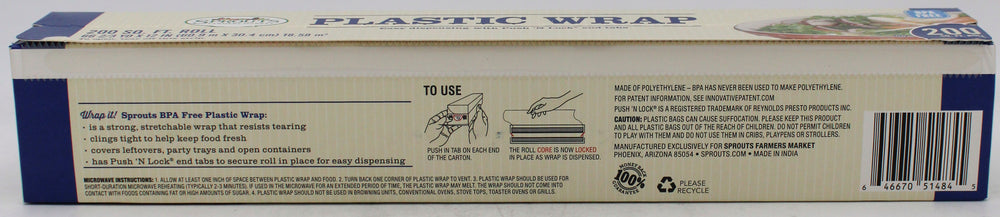 Sprouts
PLASTIC WRAP
200 SQ. FT. ROLL
Easy dispensing with Push 'n Lock® end tabs
BPA
FREE
200
Wrap it! Sprouts BPA Free Plastic Wrap:
· is a strong, stretchable wrap that resists tearing
· clings tight to help keep food fresh
· covers leftovers, party trays and open containers
· has Push 'N Lock® end tabs to secure roll in place for easy dispensing
MICROWAVE INSTRUCTIONS: 1. ALLOW AT LEAST ONE INCH OF SPACE BETWEEN PLASTIC WRAP AND FOOD. 2. TURN BACK ONE CORNER OF PLASTIC WRAP TO VENT. 3. PLASTIC WRAP SHOULD BE USED FOR
SHORT-DURATION MICROWAVE REHEATING (TYPICALLY 2-3 MINUTES). IF USED IN THE MICROWAVE FOR AN EXTENDED PERIOD OF TIME, THE PLASTIC WRAP MAY MELT. THE WRAP SHOULD NOT COME INTO
CONTACT WITH FOODS CONTAINING FAT OR HIGH AMOUNTS OF SUGAR. 4. PLASTIC WRAP SHOULD NOT BE USED IN BROWNING UNITS, CONVENTIONAL OVENS, STOVE TOPS, TOASTER OVENS OR GRILLS.
TO USE
PUSH IN TAB ON EACH END
OF THE CARTON.
THE ROLL CORE IS NOW LOCKED
IN PLACE AS WRAP IS DISPENSED.
MADE OF POLYETHYLENE – BPA HAS NEVER BEEN USED TO MAKE POLYETHYLENE.
FOR PATENT INFORMATION, SEE INNOVATIVEPATENT.COM
PUSH 'N LOCK® IS A REGISTERED TRADEMARK OF REYNOLDS PRESTO PRODUCTS INC.
CAUTION: PLASTIC BAGS CAN CAUSE SUFFOCATION. PLEASE KEEP THIS PRODUCT
AND ALL PLASTIC BAGS OUT OF THE REACH OF CHILDREN. DO NOT PERMIT CHILDREN
TO PLAY WITH THEM AND DO NOT USE THEM IN CRIBS, PLAYPENS OR STROLLERS.
MANUFACTURED EXCLUSIVELY FOR SPROUTS FARMERS MARKET
PHOENIX, ARIZONA 85054 • SPROUTS.COM • MADE IN INDIA
MONEY BACK
100%
GUARANTEE
PLEASE
RECYCLE
6 46670 51484 5